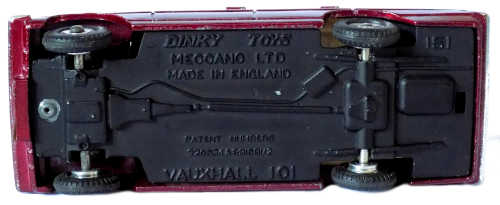 DINKY TOYS
151
MECCANO LTD
MADE IN ENGLAND
PATENT NUMBERS
VAUXHALL 101